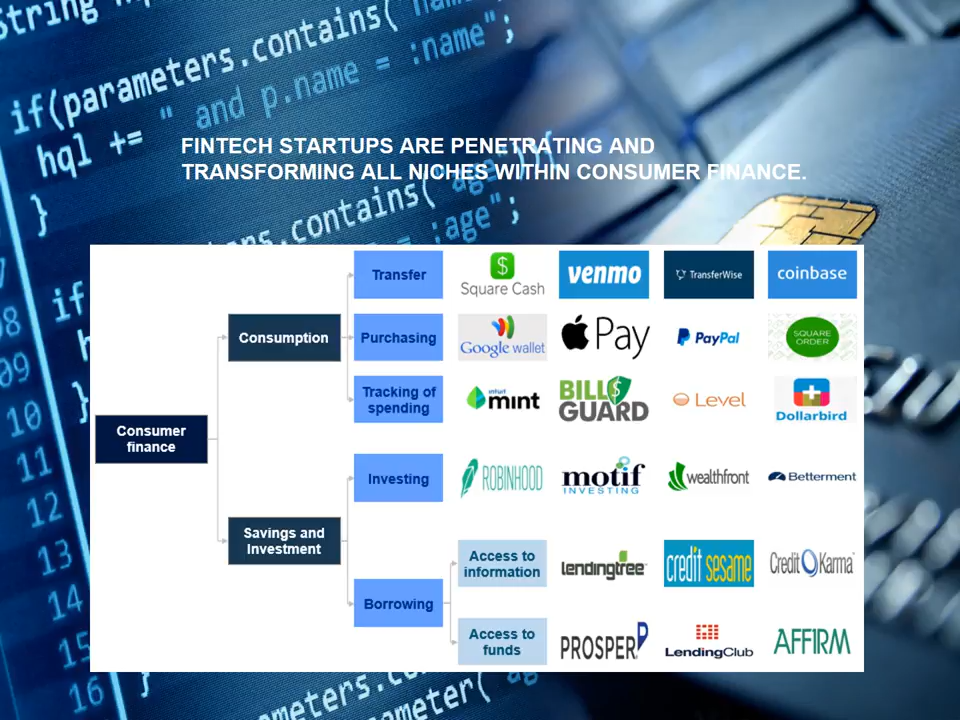 String
if(parameters.contains("name
hql += " and p.name = :name";
}
FINTECH STARTUPS ARE PENETRATING AND
TRANSFORMING ALL NICHES WITHIN CONSUMER FINANCE.
.contains("age")){
= :age";
}
if
08
09
10
11
12
13
14
15
16
}
Consumer
finance
Consumption
Transfer
Square Cash
venmo
TransferWise
coinbase
Purchasing
Google wallet
Pay
PayPal
SQUARE
ORDER
Tracking of
spending
intuit
mint
BILL
GUARD
Level
Dollarbird
Savings and
Investment
Investing
ROBINHOOD
motif
INVESTING
wealthfront
Betterment
Borrowing
Access to
information
lendingtree
credit sesame
Credit Karma
Access to
funds
PROSPER
LendingClub
AFFIRM
parameters.co
meter("